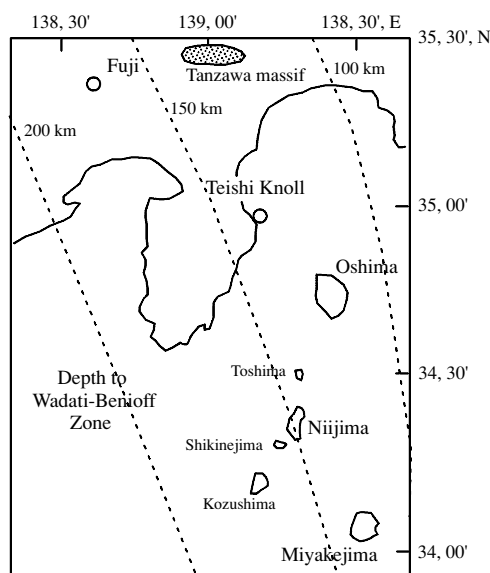 138, 30'
139, 00'
138, 30', E
35, 30', N
Fuji
Tanzawa massif
100 km
150 km
200 km
Teishi Knoll
35, 00'
Oshima
Toshima
34, 30'
Depth to
Wadati-Benioff
Zone
Niijima
Shikinejima
Kozushima
34, 00'
Miyakejima